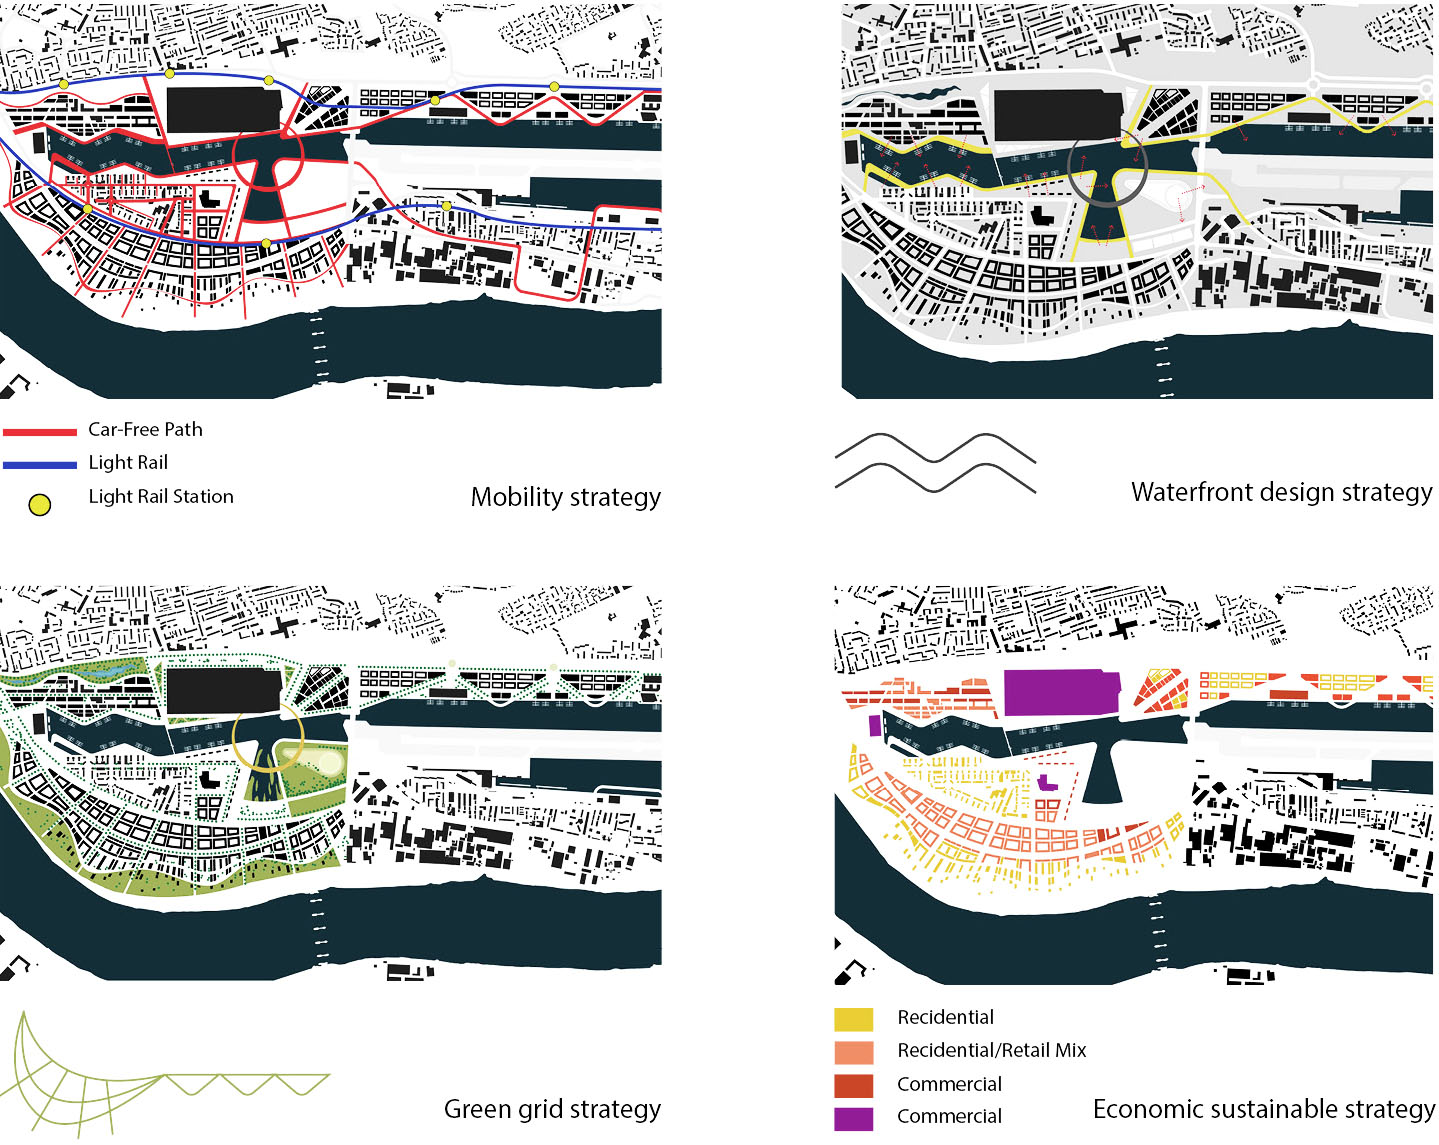 Car-Free Path
Light Rail
Light Rail Station
Mobility strategy
Waterfront design strategy
Green grid strategy
Recidential
Recidential/Retail Mix
Commercial
Commercial
Economic sustainable strategy